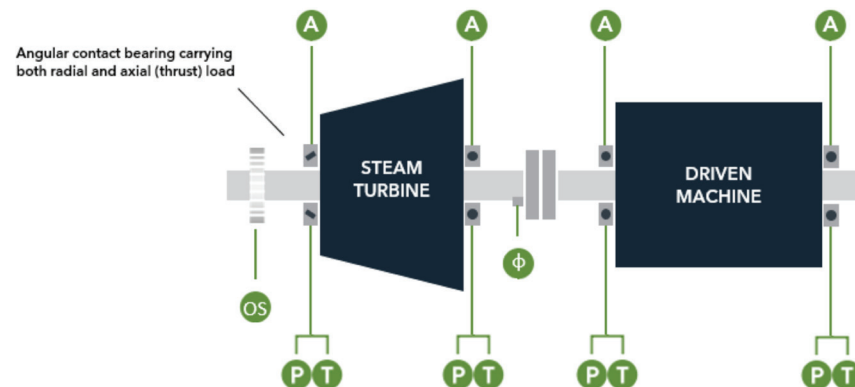 A A A A
Angular contact bearing carrying
both radial and axial (thrust) load
STEAM
TURBINE
DRIVEN
MACHINE
ϕ
OS
P T P T P T P T